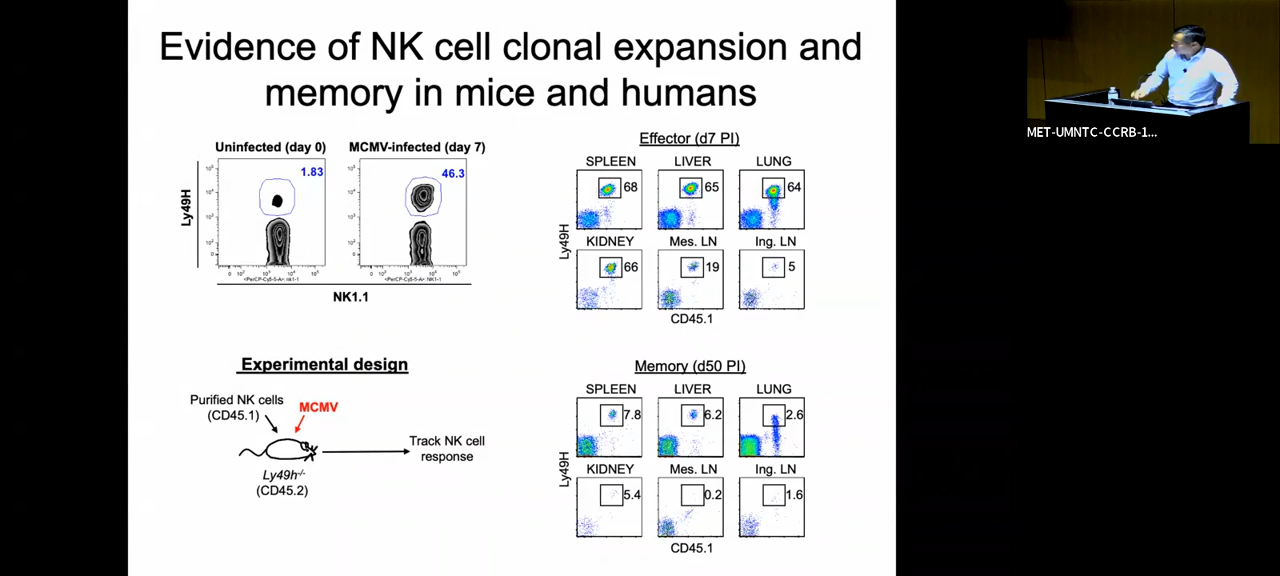 Evidence of NK cell clonal expansion and
memory in mice and humans
Uninfected (day 0)
MCMV-infected (day 7)
1.83
46.3
Ly49H
NK1.1
Experimental design
Purified NK cells
(CD45.1)
MCMV
Track NK cell
response
Ly49h-/-
(CD45.2)
Effector (d7 PI)
SPLEEN
LIVER
LUNG
68
65
64
KIDNEY
Mes. LN
Ing. LN
66
19
5
Ly49H
CD45.1
Memory (d50 PI)
SPLEEN
LIVER
LUNG
7.8
6.2
2.6
KIDNEY
Mes. LN
Ing. LN
5.4
0.2
1.6
Ly49H
CD45.1
MET-UMNTC-CCRB-1...